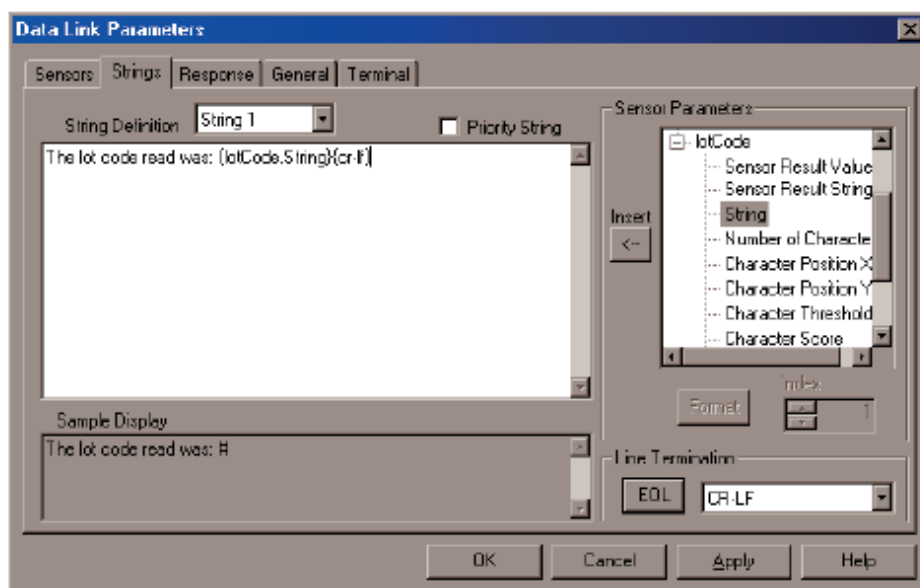 Data Link Parameters
Sensors Strings Response General Terminal
String Definition String 1
Priority String
The lot code read was: {lotCode.String}{cr-lf}
Sample Display
The lot code read was: #
Sensor Parameters
lotCode
Sensor Result Value
Sensor Result String
String
Number of Characte
Character Position X
Character Position Y
Character Threshold
Character Score
Insert
<--
Format
Index
1
Line Termination
EOL CR-LF
OK Cancel Apply Help